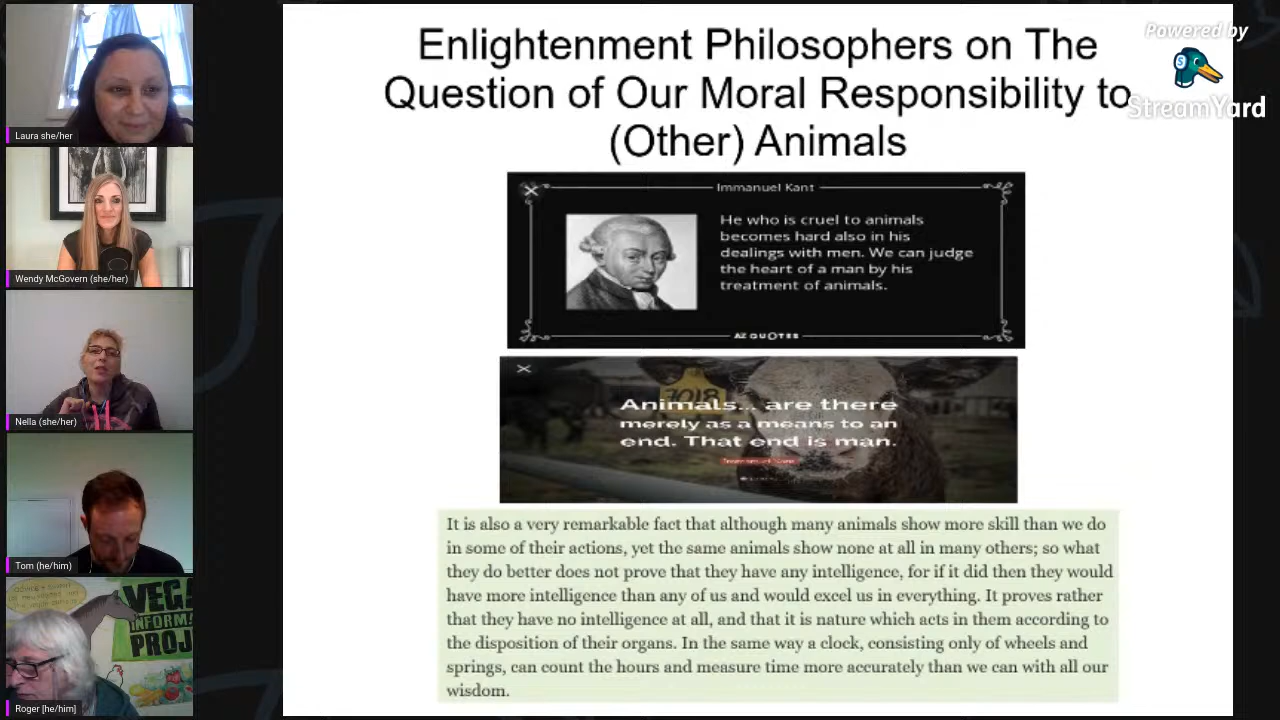 Enlightenment Philosophers on The
Question of Our Moral Responsibility to
(Other) Animals
Powered by
StreamYard
Immanuel Kant
He who is cruel to animals
becomes hard also in his
dealings with men. We can judge
the heart of a man by his
treatment of animals.
AZ QUOTES
7018
Animals... are there
merely as a means to an
end. That end is man.
It is also a very remarkable fact that although many animals show more skill than we do
in some of their actions, yet the same animals show none at all in many others; so what
they do better does not prove that they have any intelligence, for if it did then they would
have more intelligence than any of us and would excel us in everything. It proves rather
that they have no intelligence at all, and that it is nature which acts in them according to
the disposition of their organs. In the same way a clock, consisting only of wheels and
springs, can count the hours and measure time more accurately than we can with all our
wisdom.
Laura she/her
Wendy McGovern (she/her)
Nella (she/her)
Tom (he/him)
VEG
INFORM
PROJ
Roger [he/him]